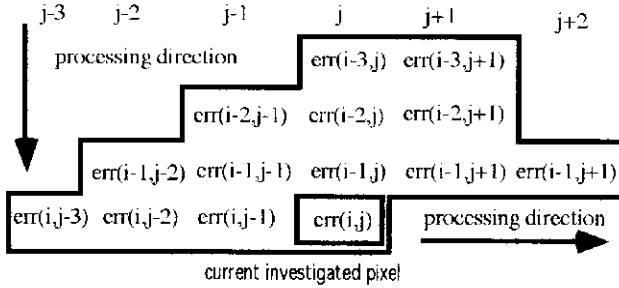 j-3 j-2 j-1 j j+1 j+2
processing direction err(i-3,j) err(i-3,j+1)
err(i-2,j-1) err(i-2,j) err(i-2,j+1)
err(i-1,j-2) err(i-1,j-1) err(i-1,j) err(i-1,j+1) err(i-1,j+1)
err(i,j-3) err(i,j-2) err(i,j-1) err(i,j) processing direction
current investigated pixel